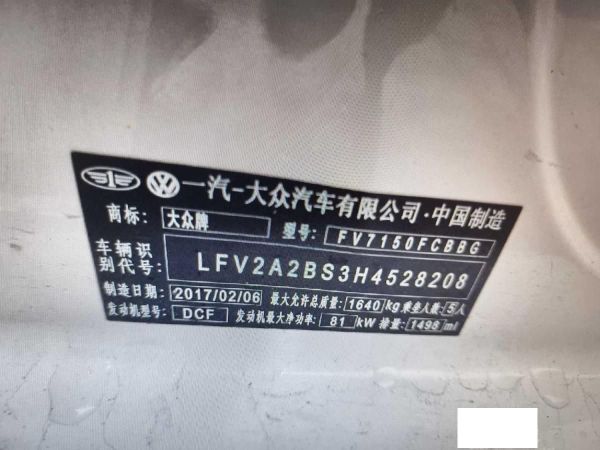 一汽-大众汽车有限公司·中国制造
商标: 大众牌 型号: FV7150FCBBG
车辆识别代号: LFV2A2BS3H4528208
制造日期: 2017/02/06 最大允许总质量: 1640 kg 乘坐人数: 5人
发动机型号: DCF 发动机最大净功率: 81 kW 排量: 1498 ml